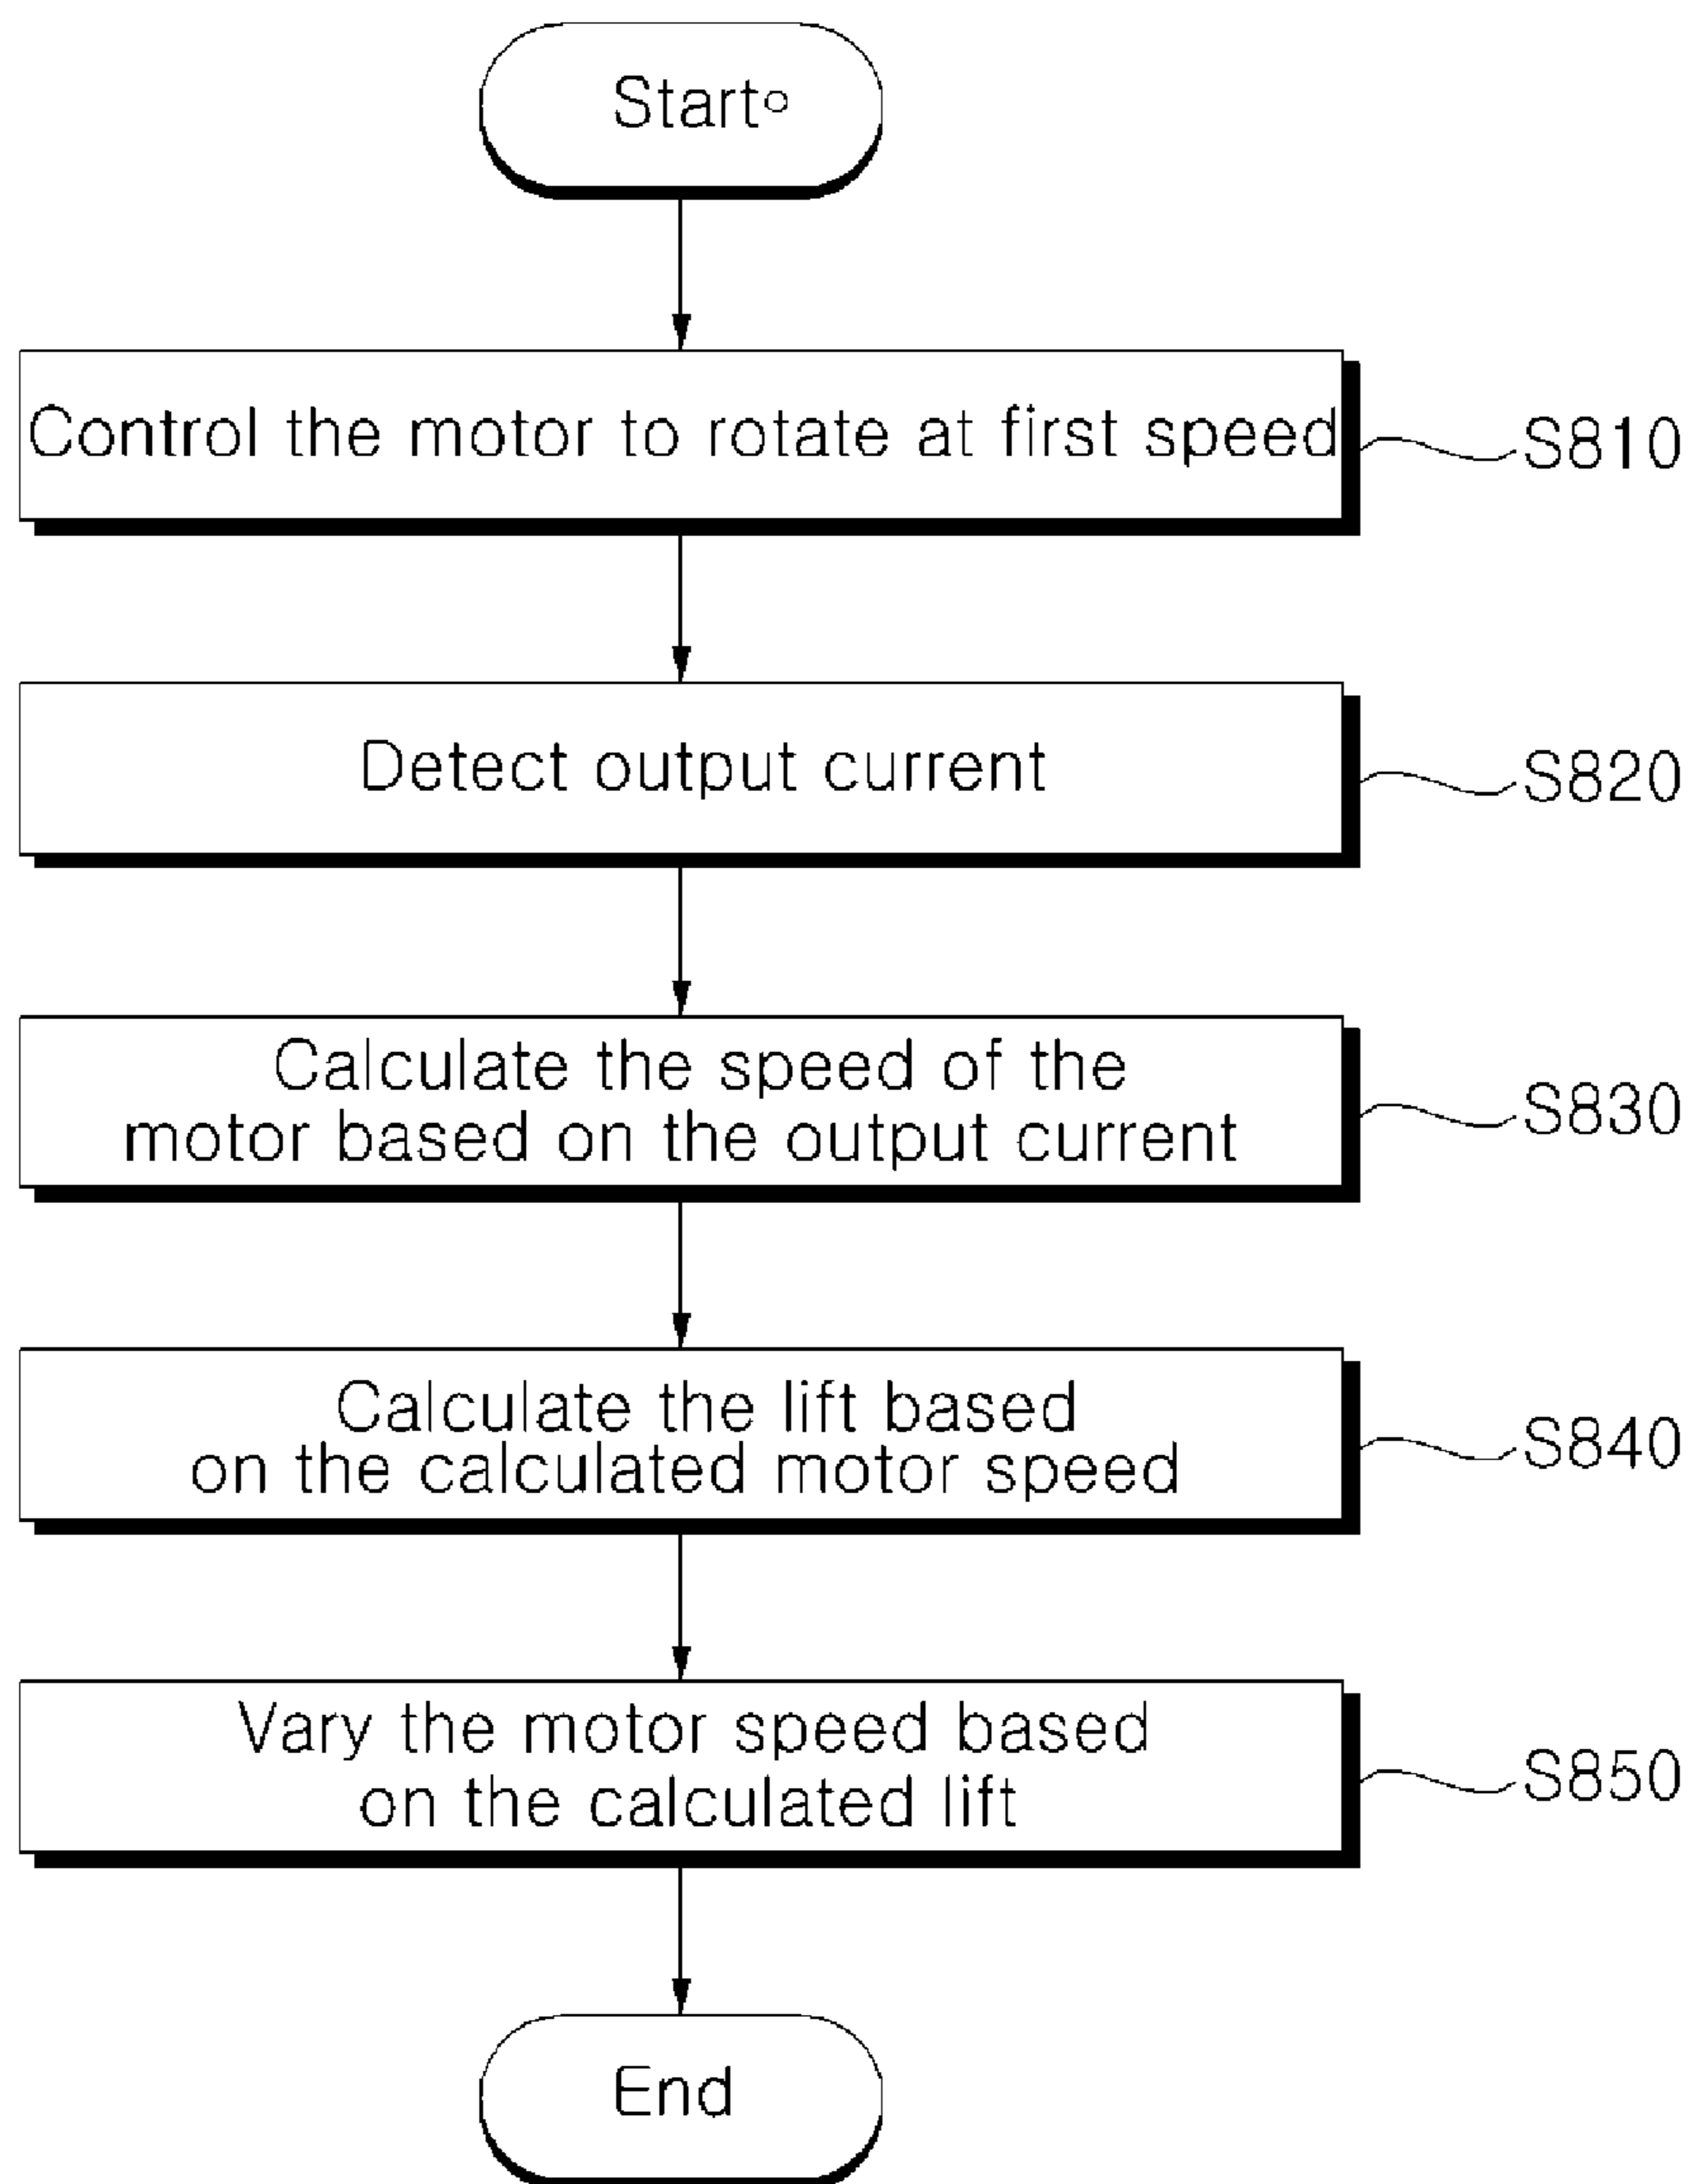 Start°
Control the motor to rotate at first speed
S810
Detect output current
S820
Calculate the speed of the
motor based on the output current
S830
Calculate the lift based
on the calculated motor speed
S840
Vary the motor speed based
on the calculated lift
S850
End